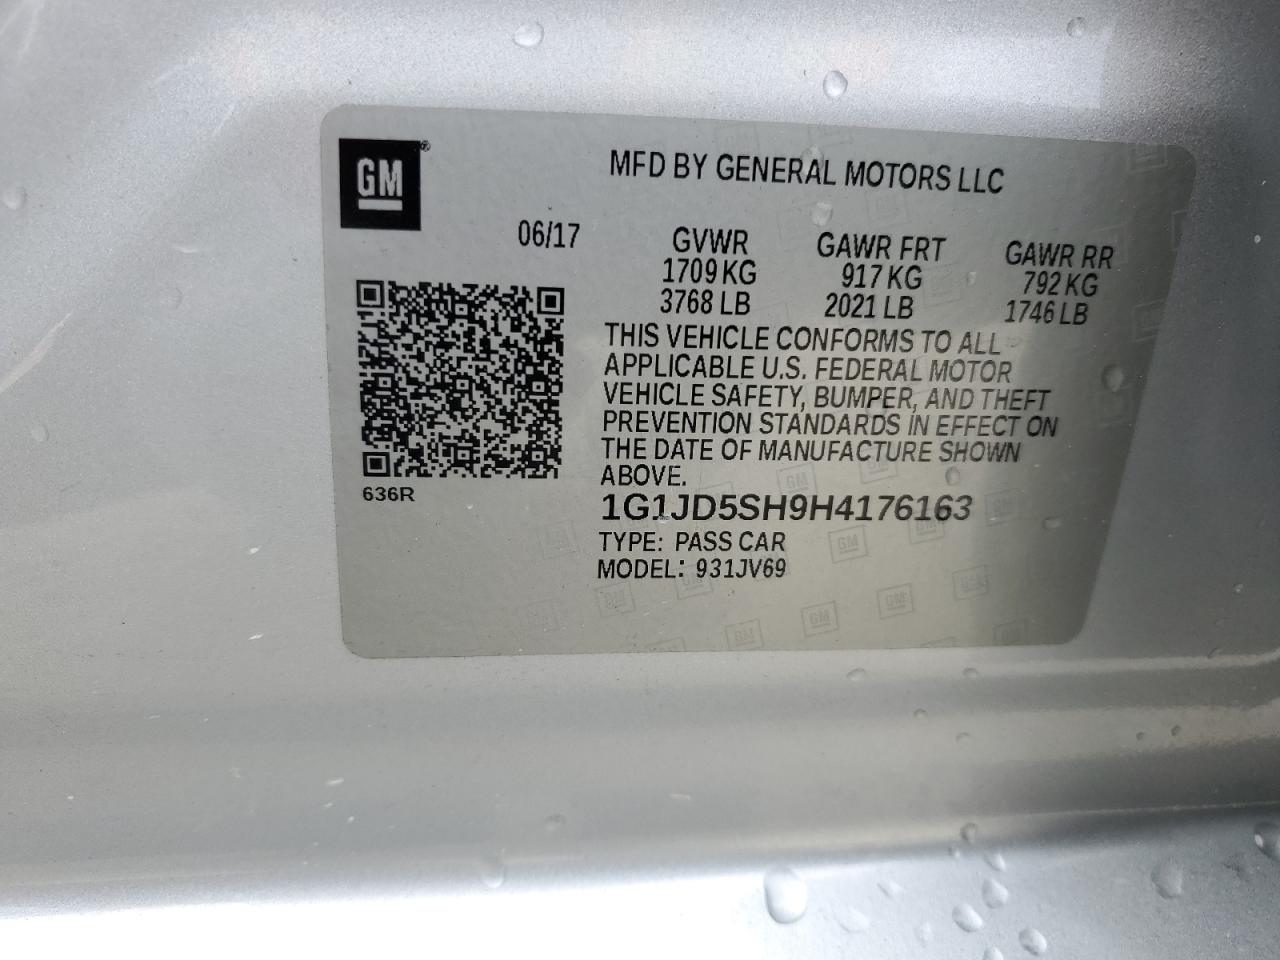 GM
MFD BY GENERAL MOTORS LLC
06/17
GVWR GAWR FRT GAWR RR
1709 KG 917 KG 792 KG
3768 LB 2021 LB 1746 LB
THIS VEHICLE CONFORMS TO ALL
APPLICABLE U.S. FEDERAL MOTOR
VEHICLE SAFETY, BUMPER, AND THEFT
PREVENTION STANDARDS IN EFFECT ON
THE DATE OF MANUFACTURE SHOWN
ABOVE.
636R
1G1JD5SH9H4176163
TYPE: PASS CAR
MODEL: 931JV69